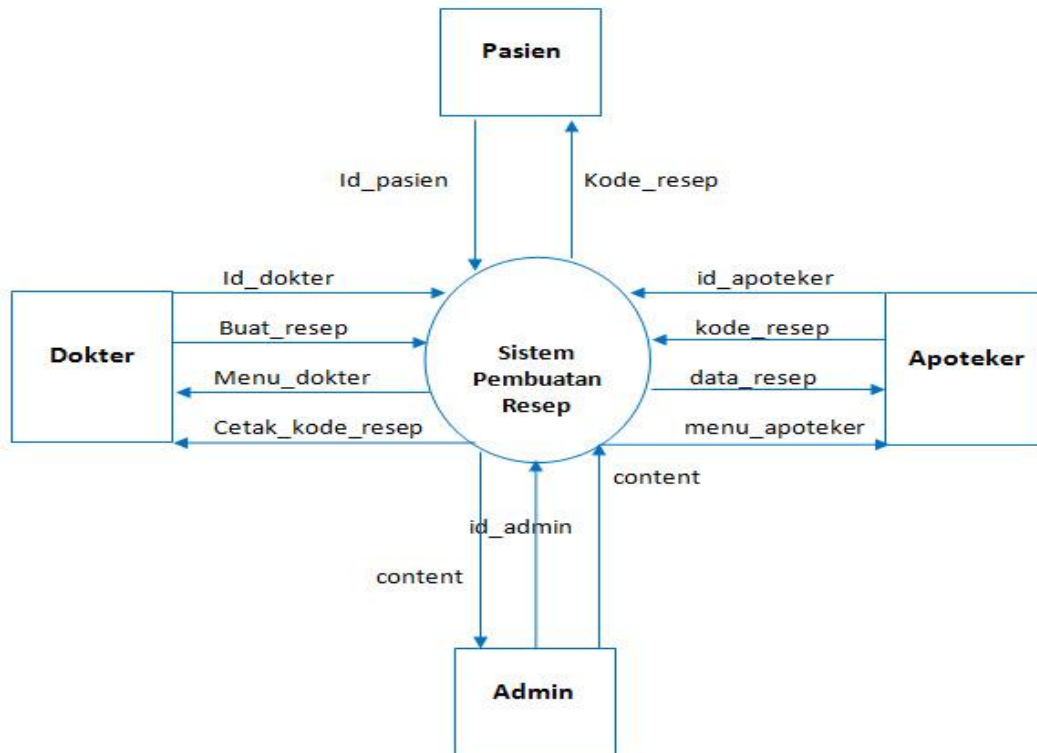 Pasien
Id_pasien
Kode_resep
Id_dokter
id_apoteker
Buat_resep
kode_resep
Dokter
Sistem
Pembuatan
Resep
Apoteker
Menu_dokter
data_resep
Cetak_kode_resep
menu_apoteker
content
id_admin
content
Admin